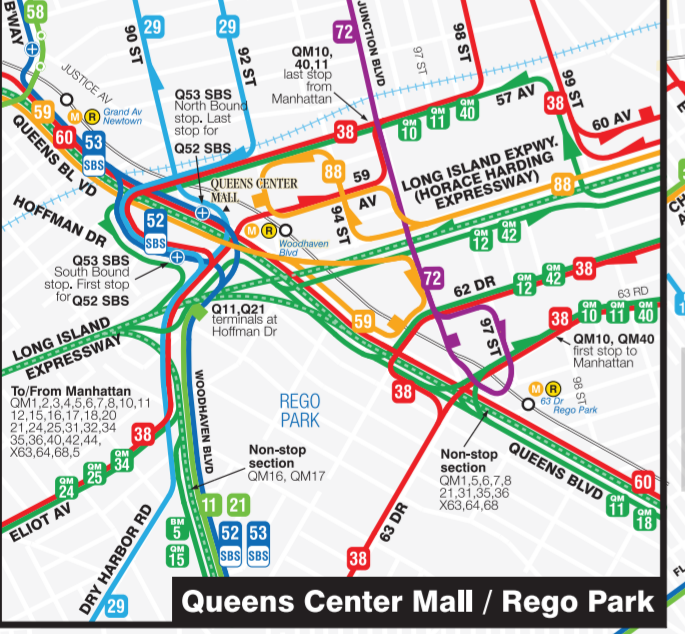 58
B'WAY
90 ST
29
29
92 ST
72
JUNCTION BLVD
97 ST
98 ST
QM10,
40,11
last stop
from
Manhattan
99 ST
JUSTICE AV
M R
Grand Av
Newtown
Q53 SBS
North Bound
stop. Last
stop for
Q52 SBS
59
60
53
SBS
QUEENS BLVD
38
QM 10
QM 11
QM 40
57 AV
38
60 AV
88
59
AV
94 ST
LONG ISLAND EXPWY.
(HORACE HARDING
EXPRESSWAY)
88
QUEENS CENTER
MALL
HOFFMAN DR
52
SBS
M R
Woodhaven
Blvd
QM 12
QM 42
Q53 SBS
South Bound
stop. First stop
for Q52 SBS
72
62 DR
QM 12
QM 42
38
63 RD
Q11,Q21
terminals at
Hoffman Dr
59
97 ST
38
QM 10
QM 11
QM 40
QM10, QM40
first stop to
Manhattan
98 ST
LONG ISLAND
EXPRESSWAY
To/From Manhattan
QM1,2,3,4,5,6,7,8,10,11
12,15,16,17,18,20
21,24,25,31,32,34
35,36,40,42,44,
X63,64,68,5
WOODHAVEN BLVD
REGO
PARK
38
M R
63 Dr
Rego Park
38
QM 34
QM 25
QM 24
ELIOT AV
Non-stop
section
QM16, QM17
Non-stop
section
QM1,5,6,7,8
21,31,35,36
X63,64,68
QUEENS BLVD
60
QM 11
QM 18
11 21
BM 5
QM 15
52
SBS
53
SBS
63 DR
38
DRY HARBOR RD
29
Queens Center Mall / Rego Park